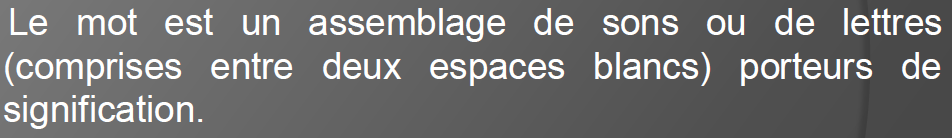 Le mot est un assemblage de sons ou de lettres
(comprises entre deux espaces blancs) porteurs de
signification.